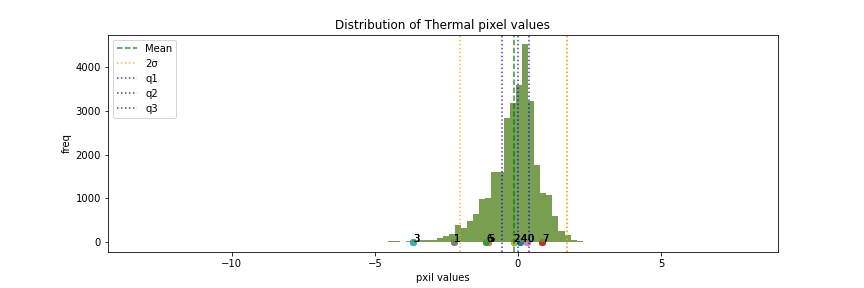 Distribution of Thermal pixel values
Mean
2σ
q1
q2
q3
freq
4000
3000
2000
1000
0
3 1 6 5 2 4 0 7
−10 −5 0 5
pxil values